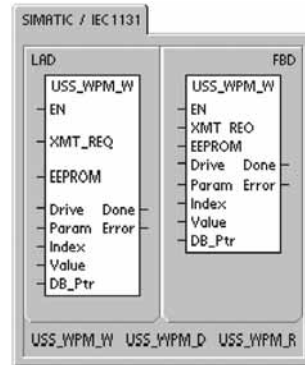 SIMATIC / IEC1131
LAD
USS_WPM_W
EN
XMT_REQ
EEPROM
Drive Done
Param Error
Index
Value
DB_Ptr
FBD
USS_WPM_W
EN
XMT REQ
EEPROM
Drive Done
Param Error
Index
Value
DB_Ptr
USS_WPM_W USS_WPM_D USS_WPM_R